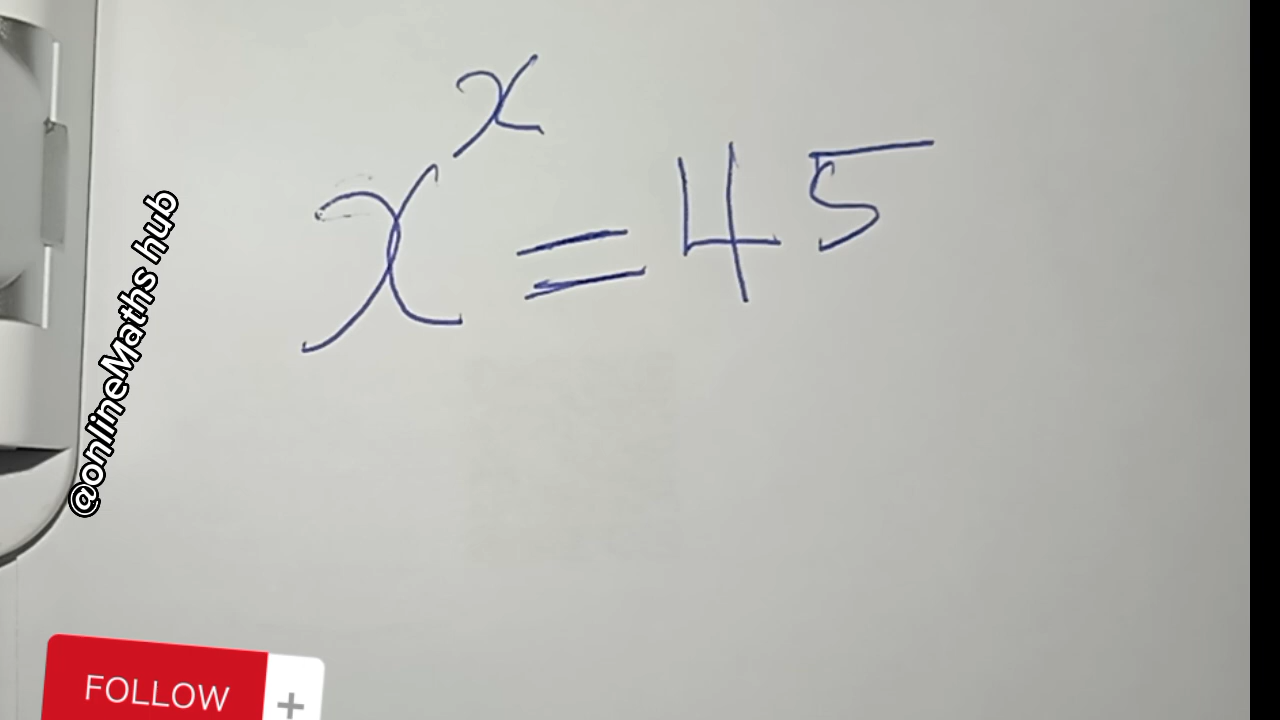 x^x = 45
@onlineMaths hub
FOLLOW +